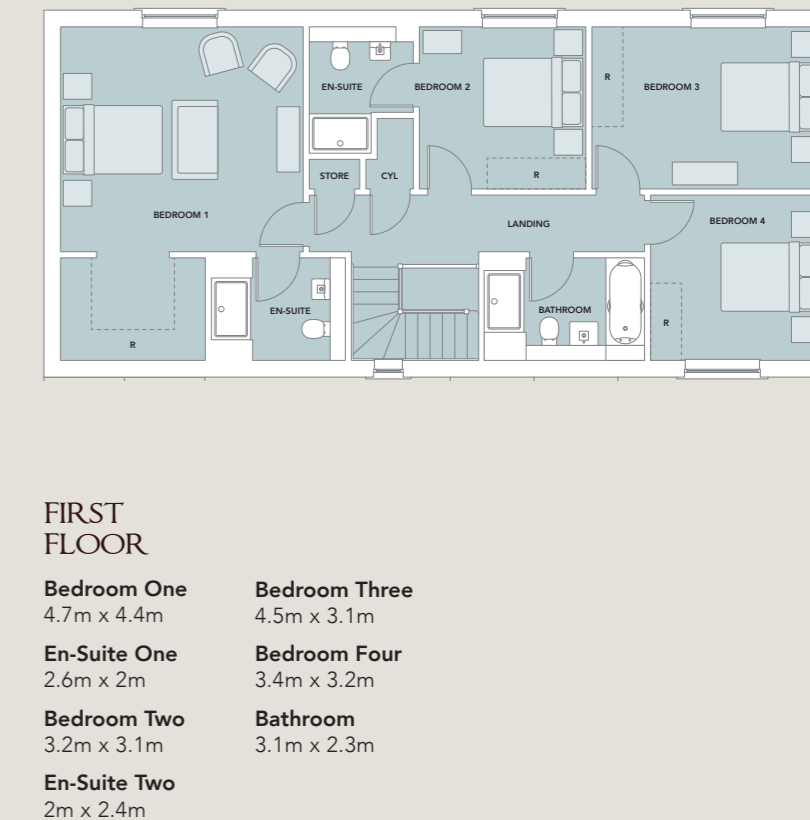 EN-SUITE
BEDROOM 2
R
BEDROOM 3
STORE
CYL
R
BEDROOM 1
LANDING
BEDROOM 4
EN-SUITE
BATHROOM
R
R
FIRST
FLOOR
Bedroom One
4.7m x 4.4m
En-Suite One
2.6m x 2m
Bedroom Two
3.2m x 3.1m
En-Suite Two
2m x 2.4m
Bedroom Three
4.5m x 3.1m
Bedroom Four
3.4m x 3.2m
Bathroom
3.1m x 2.3m